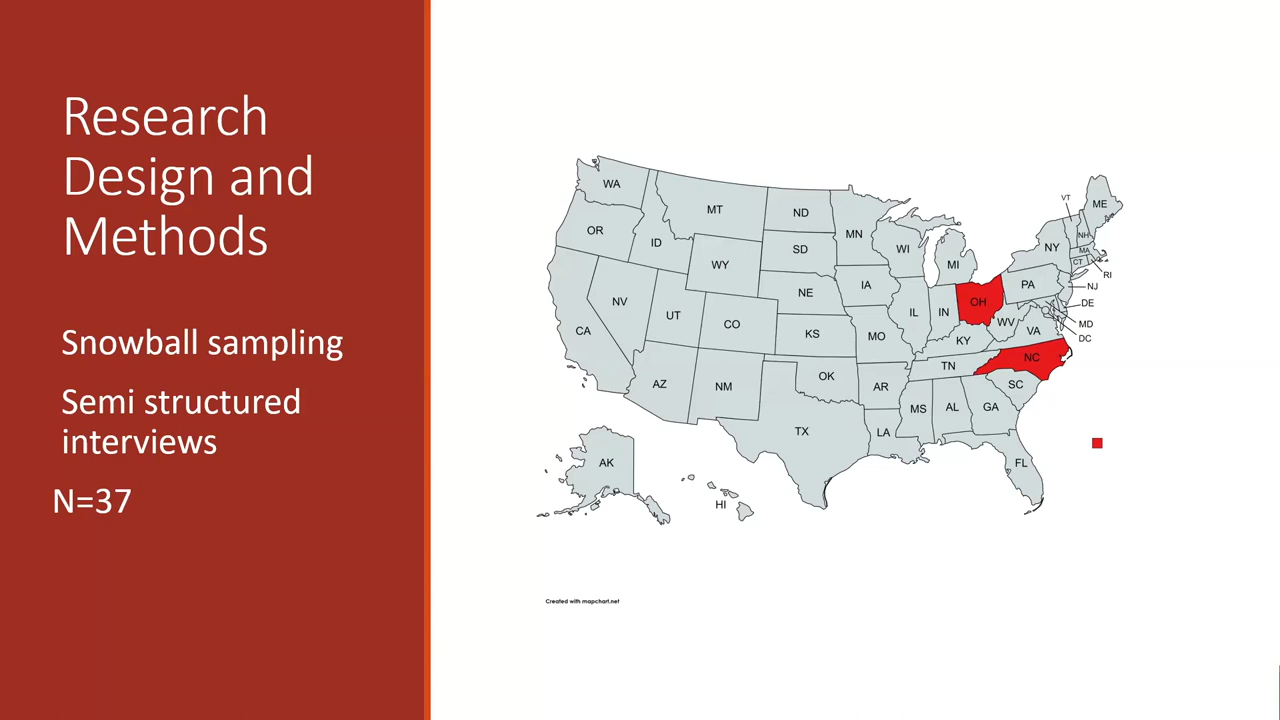 Research
Design and
Methods
Snowball sampling
Semi structured
interviews
N=37
WA
OR
CA
NV
ID
MT
WY
UT
AZ
CO
NM
ND
SD
NE
KS
OK
TX
MN
IA
MO
AR
LA
WI
IL
MI
IN
OH
KY
TN
MS
AL
GA
FL
SC
NC
VA
WV
PA
NY
VT
NH
ME
MA
CT
RI
NJ
DE
MD
DC
AK
HI
Created with mapchart.net